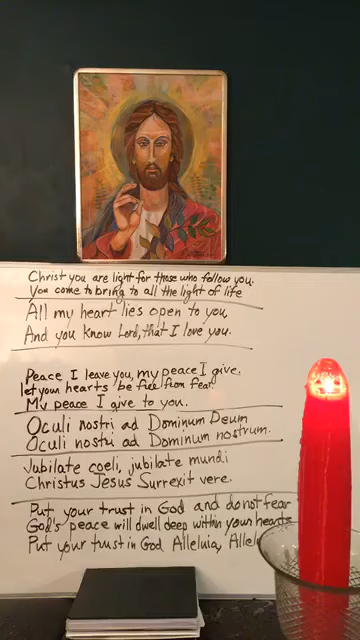 Christ you are light for those who follow you.
You come to bring to all the light of life
All my heart lies open to you
And you know Lord, that I love you.
Peace I leave you, my peace I give.
let your hearts be free from fear.
My peace I give to you.
Oculi nostri ad Dominum Deum
Oculi nostri ad Dominum nostrum.
Jubilate coeli, jubilate mundi
Christus Jesus Surrexit vere.
Put your trust in God and do not fear
God's peace will dwell deep within your hearts
Put your trust in God Alleluia,